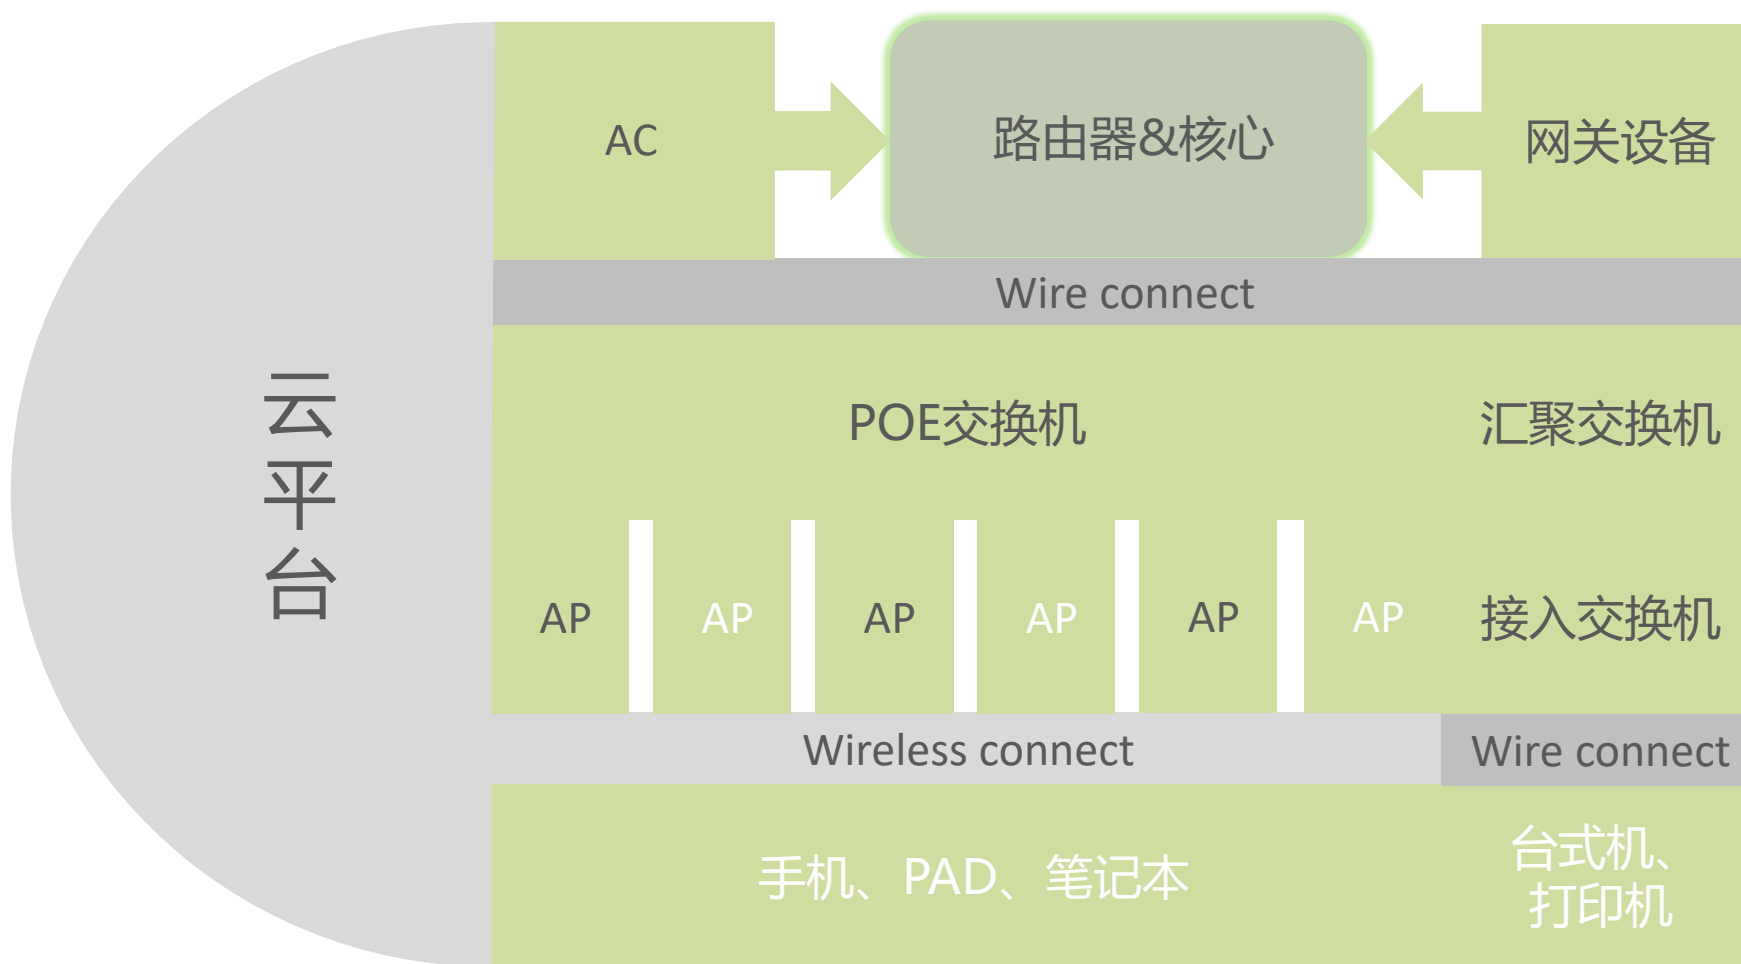 AC
路由器&核心
网关设备
Wire connect
云
平
台
POE交换机
汇聚交换机
AP
AP
AP
AP
AP
AP
接入交换机
Wireless connect
Wire connect
手机、PAD、笔记本
台式机、
打印机